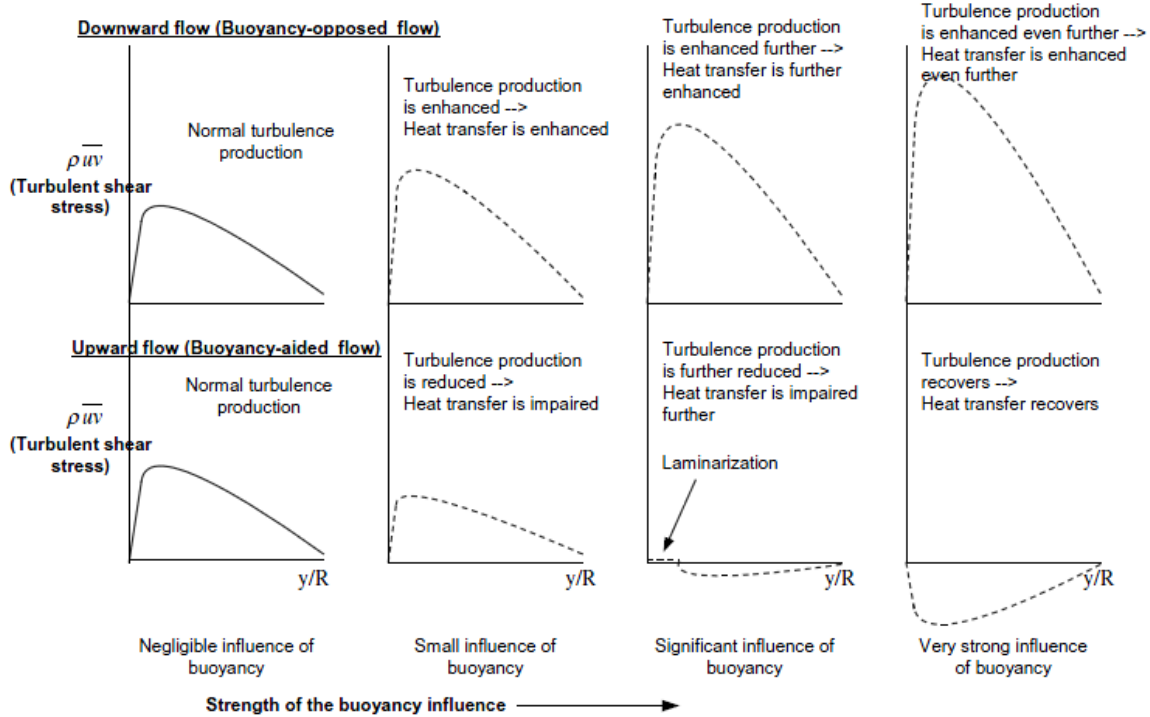 Downward flow (Buoyancy-opposed flow)
Normal turbulence
production
ρ uv
(Turbulent shear
stress)
Turbulence production
is enhanced -->
Heat transfer is enhanced
Turbulence production
is enhanced further -->
Heat transfer is further
enhanced
Turbulence production
is enhanced even further -->
Heat transfer is enhanced
even further
Upward flow (Buoyancy-aided flow)
Normal turbulence
production
ρ uv
(Turbulent shear
stress)
Turbulence production
is reduced -->
Heat transfer is impaired
Turbulence production
is further reduced -->
Heat transfer is impaired
further
Laminarization
Turbulence production
recovers -->
Heat transfer recovers
y/R
y/R
y/R
y/R
Negligible influence of
buoyancy
Small influence of
buoyancy
Significant influence of
buoyancy
Very strong influence
of buoyancy
Strength of the buoyancy influence